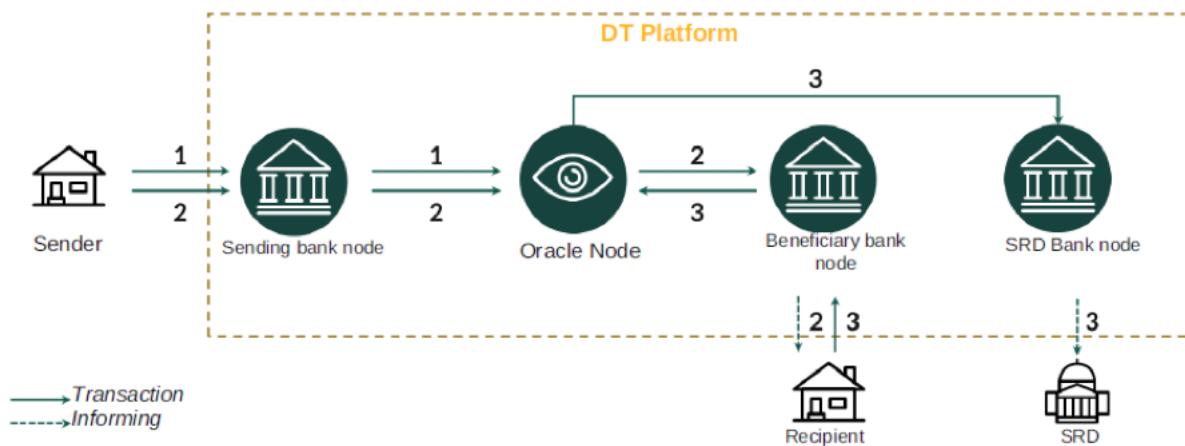 DT Platform
3
1
1
2
2
2
3
Sender
Sending bank node
Oracle Node
Beneficiary bank
node
SRD Bank node
2
3
3
Transaction
Informing
Recipient
SRD